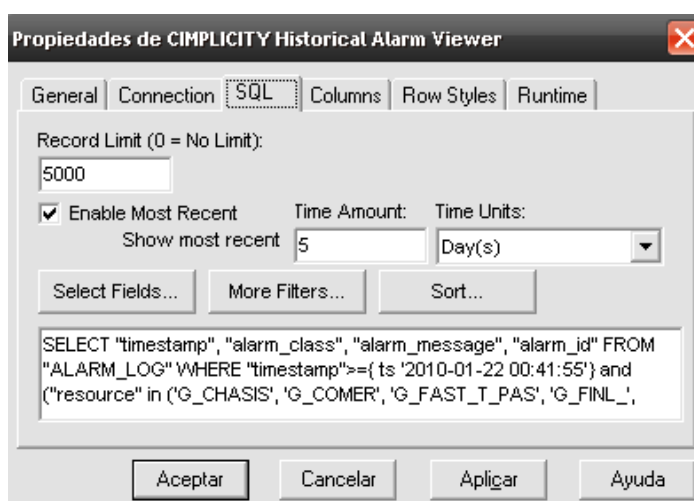 Propiedades de CIMPLICITY Historical Alarm Viewer
General Connection SQL Columns Row Styles Runtime
Record Limit (0 = No Limit):
5000
Enable Most Recent Time Amount: Time Units:
Show most recent 5 Day(s)
Select Fields... More Filters... Sort...
SELECT "timestamp", "alarm_class", "alarm_message", "alarm_id" FROM
"ALARM_LOG" WHERE "timestamp">={ ts '2010-01-22 00:41:55'} and
("resource" in ('G_CHASIS', 'G_COMER', 'G_FAST_T_PAS', 'G_FINL_',
Aceptar Cancelar Aplicar Ayuda